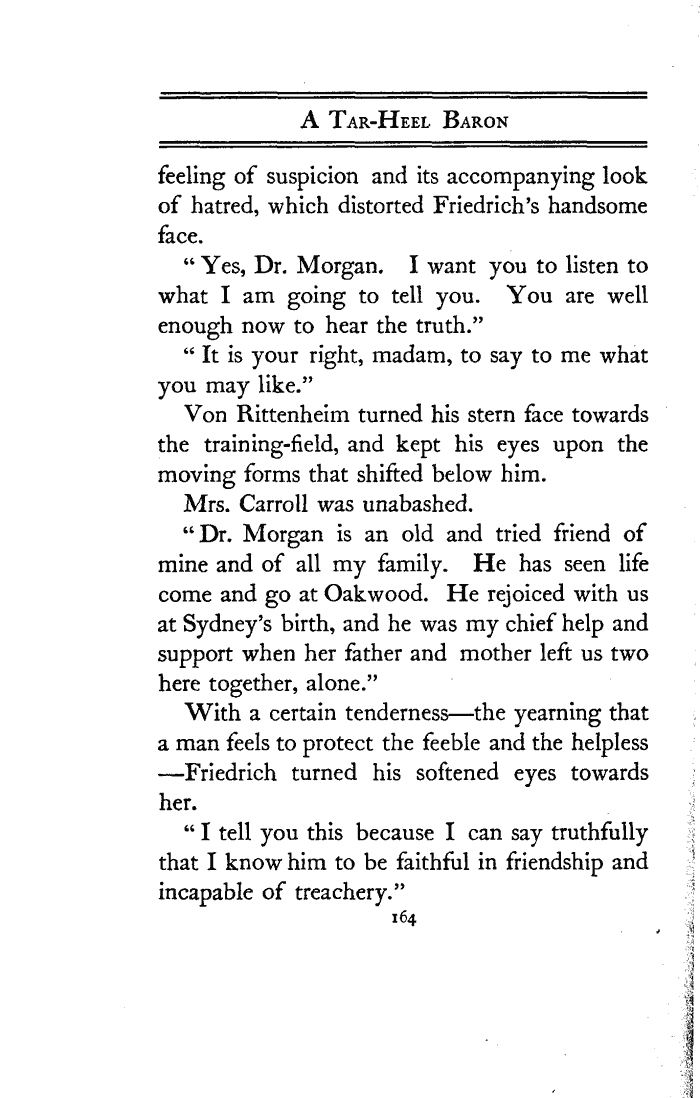 A Tar-Heel Baron
feeling of suspicion and its accompanying look
of hatred, which distorted Friedrich's handsome
face.
“ Yes, Dr. Morgan. I want you to listen to
what I am going to tell you. You are well
enough now to hear the truth.”
“ It is your right, madam, to say to me what
you may like.”
Von Rittenheim turned his stern face towards
the training-field, and kept his eyes upon the
moving forms that shifted below him.
Mrs. Carroll was unabashed.
“ Dr. Morgan is an old and tried friend of
mine and of all my family. He has seen life
come and go at Oakwood. He rejoiced with us
at Sydney's birth, and he was my chief help and
support when her father and mother left us two
here together, alone.”
With a certain tenderness—the yearning that
a man feels to protect the feeble and the helpless
—Friedrich turned his softened eyes towards
her.
“ I tell you this because I can say truthfully
that I know him to be faithful in friendship and
incapable of treachery.”
164